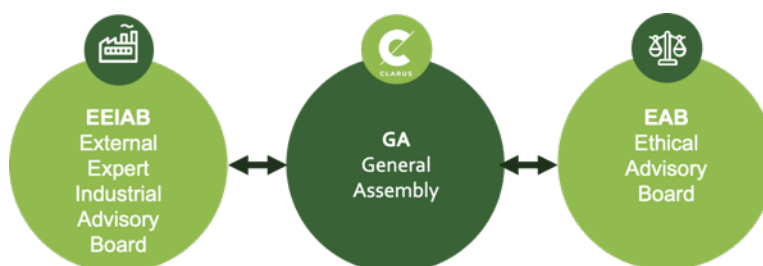 EEIAB
External
Expert
Industrial
Advisory
Board
CLARUS
GA
General
Assembly
EAB
Ethical
Advisory
Board